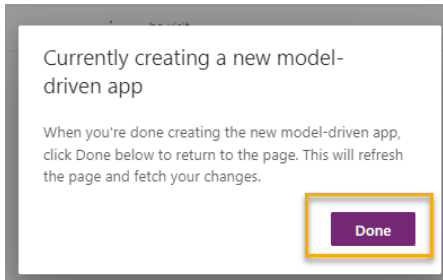 Currently creating a new model-
driven app
When you're done creating the new model-driven app,
click Done below to return to the page. This will refresh
the page and fetch your changes.
Done